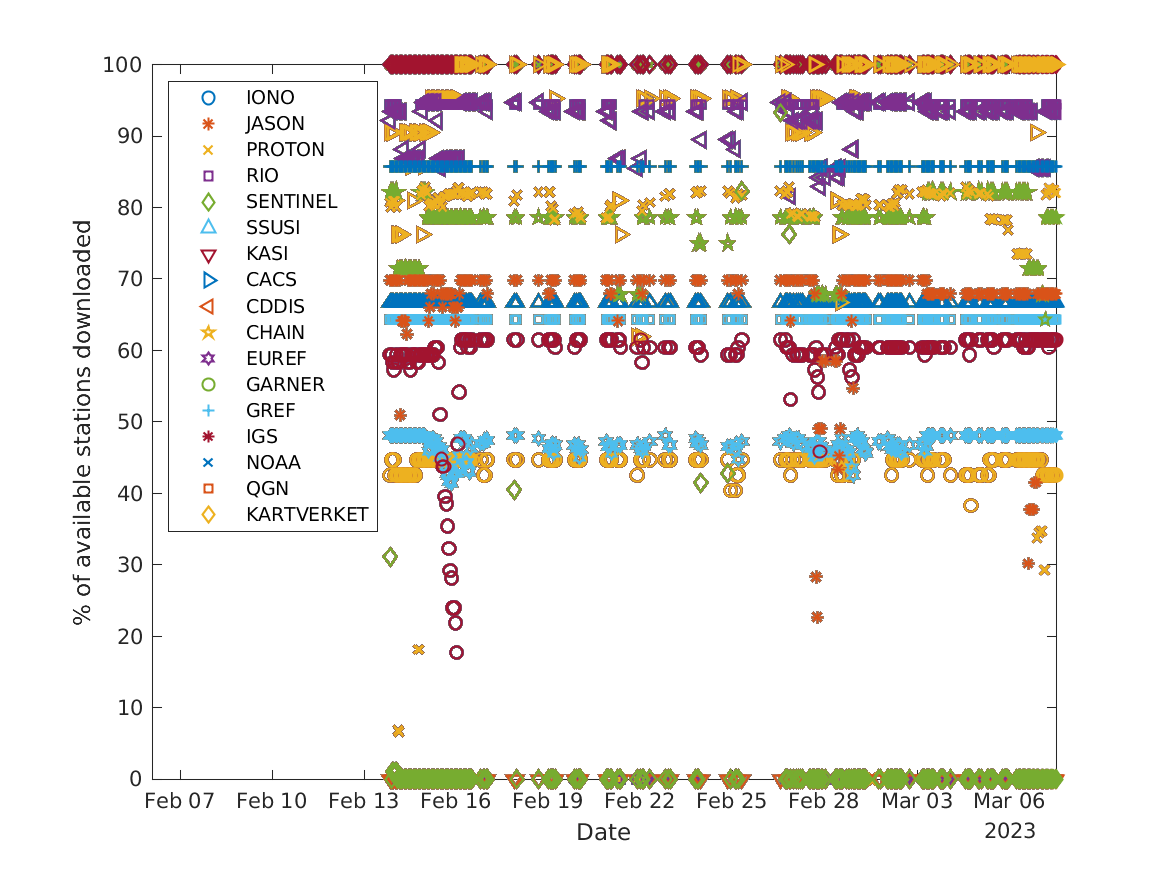 % of available stations downloaded
100
90
80
70
60
50
40
30
20
10
0
IONO
JASON
PROTON
RIO
SENTINEL
SSUSI
KASI
CACS
CDDIS
CHAIN
EUREF
GARNER
GREF
IGS
NOAA
QGN
KARTVERKET
Feb 07 Feb 10 Feb 13 Feb 16 Feb 19 Feb 22 Feb 25 Feb 28 Mar 03 Mar 06
2023
Date